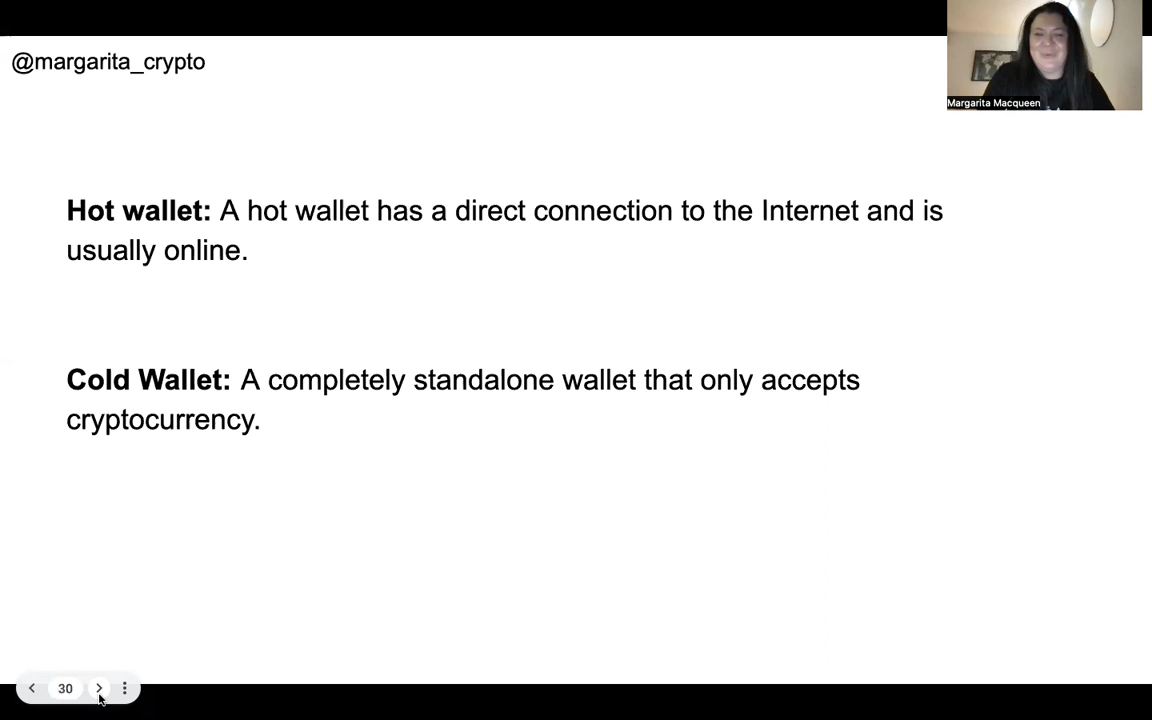 @margarita_crypto
Margarita Macqueen
Hot wallet: A hot wallet has a direct connection to the Internet and is
usually online.
Cold Wallet: A completely standalone wallet that only accepts
cryptocurrency.
30